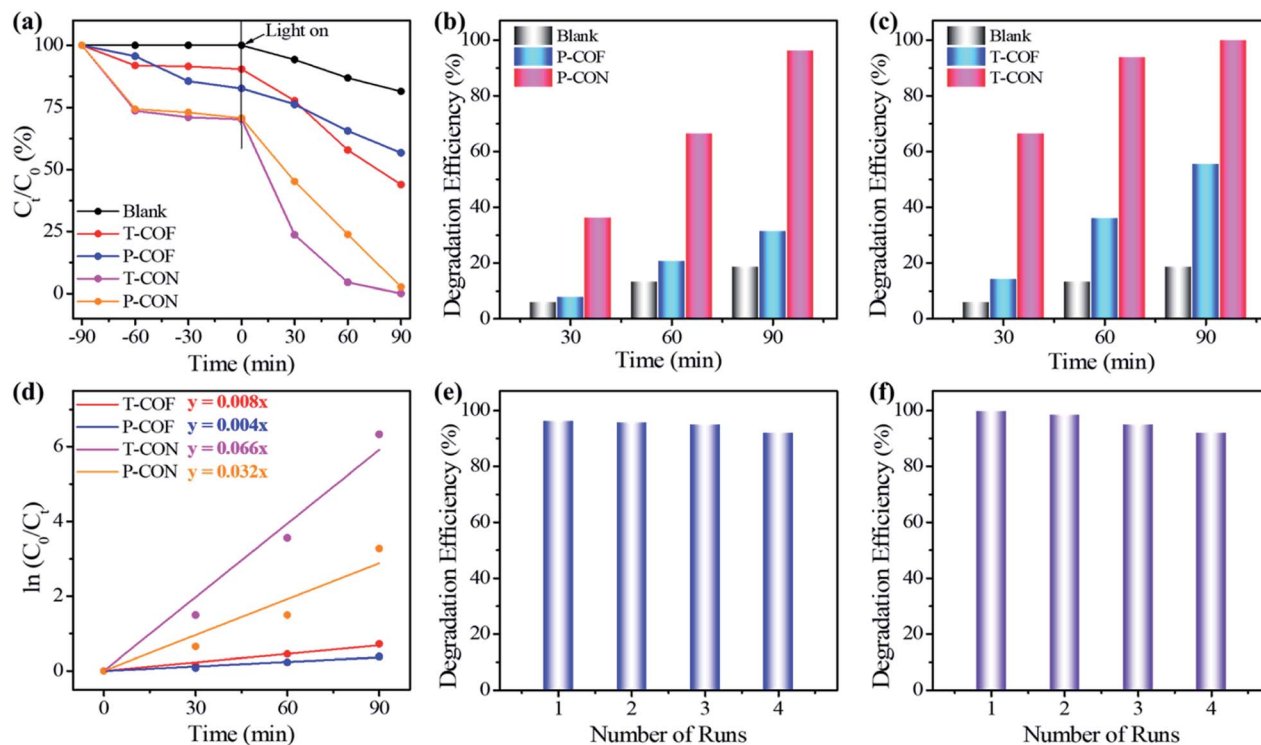 (a)
Light on
C_t/C_0 (%)
100
75
50
25
0
Blank
T-COF
P-COF
T-CON
P-CON
-90 -60 -30 0 30 60 90
Time (min)
(b)
Blank
P-COF
P-CON
Degradation Efficiency (%)
100
80
60
40
20
0
30 60 90
Time (min)
(c)
Blank
T-COF
T-CON
Degradation Efficiency (%)
100
80
60
40
20
0
30 60 90
Time (min)
(d)
T-COF y = 0.008x
P-COF y = 0.004x
T-CON y = 0.066x
P-CON y = 0.032x
ln (C_0/C_t)
6
4
2
0
0 30 60 90
Time (min)
(e)
Degradation Efficiency (%)
100
80
60
40
20
0
1 2 3 4
Number of Runs
(f)
Degradation Efficiency (%)
100
80
60
40
20
0
1 2 3 4
Number of Runs